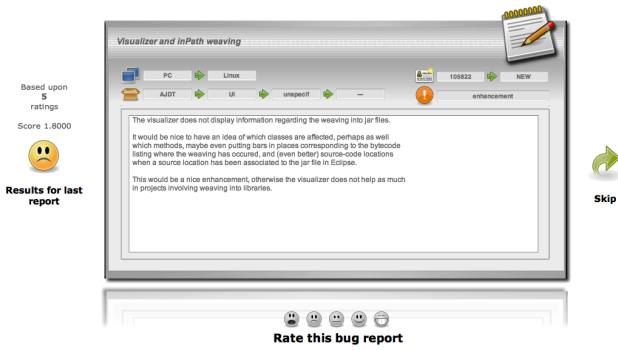 Visualizer and inPath weaving
PC Linux 105822 NEW
AJDT UI unspecif --- enhancement
Based upon
5
ratings
Score 1.8000
Results for last
report
The visualizer does not display information regarding the weaving into jar files.
It would be nice to have an idea of which classes are affected, perhaps as well
which methods, maybe even putting bars in places corresponding to the bytecode
listing where the weaving has occured, and (even better) source-code locations
when a source location has been associated to the jar file in Eclipse.
This would be a nice enhancement, otherwise the visualizer does not help as much
in projects involving weaving into libraries.
Skip
Rate this bug report